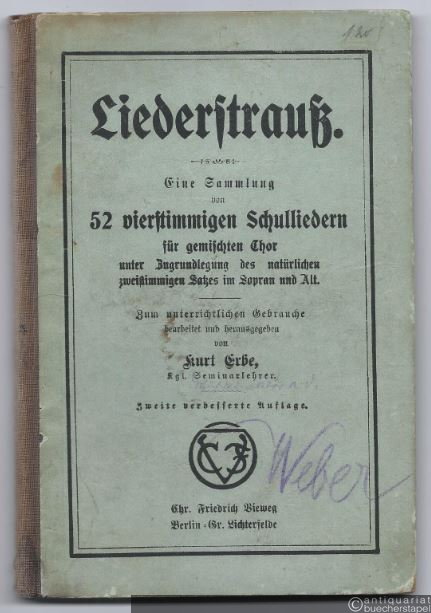 Liederstrauß.
Eine Sammlung
von
52 vierstimmigen Schulliedern
für gemischten Chor
unter Zugrundlegung des natürlichen
zweistimmigen Satzes im Sopran und Alt.
Zum unterrichtlichen Gebrauche
bearbeitet und herausgegeben
von
Kurt Erbe,
Kgl. Seminarlehrer.
Zweite verbesserte Auflage.
Weber
Chr. Friedrich Vieweg
Berlin-Gr. Lichterfelde
©antiquariat
buecherstapel